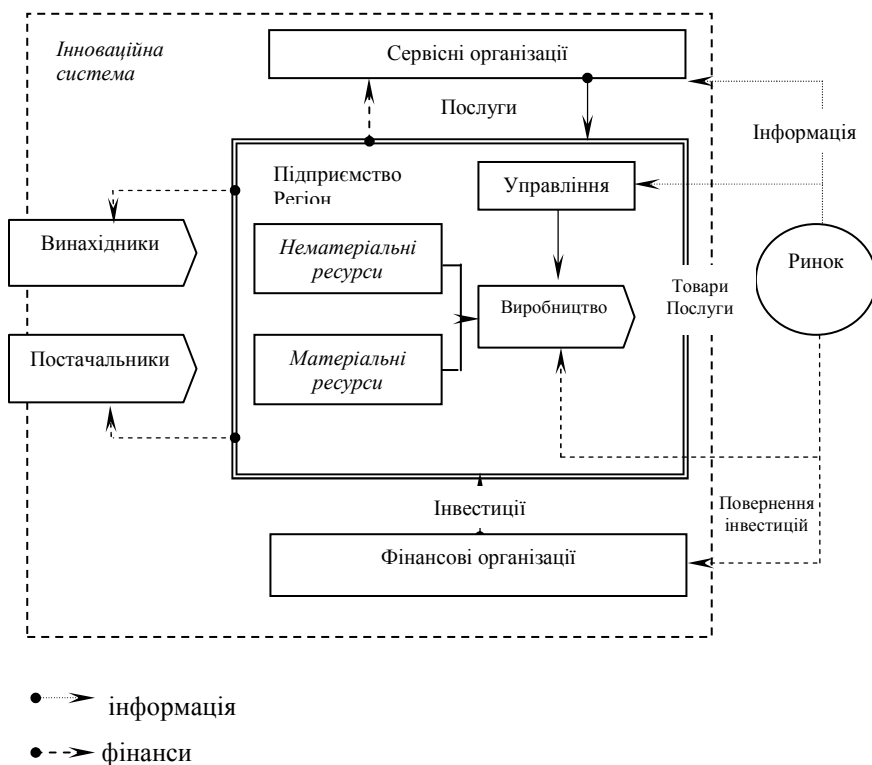 Інноваційна
система
Сервісні організації
Послуги
Інформація
Підприємство
Регіон
Управління
Винахідники
Нематеріальні
ресурси
Виробництво
Товари
Послуги
Ринок
Постачальники
Матеріальні
ресурси
Інвестиції
Повернення
інвестицій
Фінансові організації
інформація
фінанси